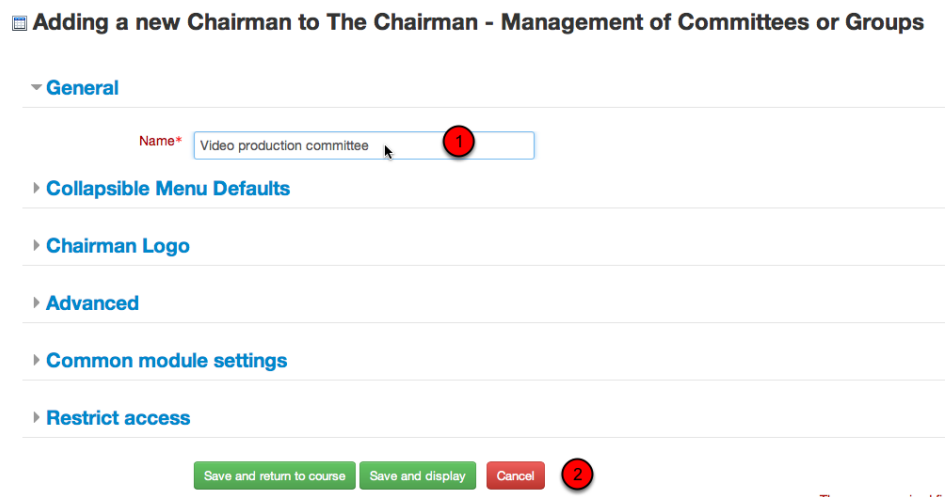 Adding a new Chairman to The Chairman - Management of Committees or Groups
General
Name* Video production committee 1
Collapsible Menu Defaults
Chairman Logo
Advanced
Common module settings
Restrict access
Save and return to course Save and display Cancel 2